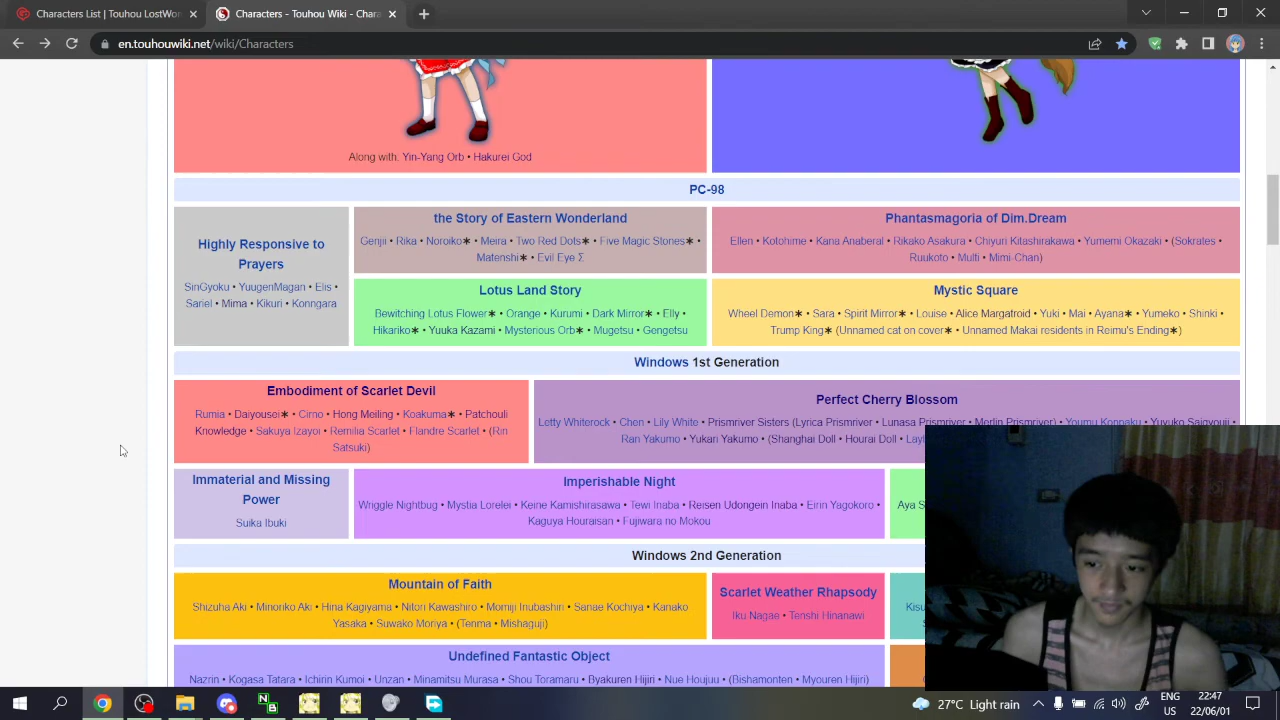 Characters List | Touhou Wiki
Characters - Touhou Wiki - Char
en.touhouwiki.net/wiki/Characters
Along with: Yin-Yang Orb • Hakurei God
PC-98
Highly Responsive to
Prayers
SinGyoku • YuugenMagan • Elis •
Sariel • Mima • Kikuri • Konngara
the Story of Eastern Wonderland
Genjii • Rika • Noroiko✱ • Meira • Two Red Dots✱ • Five Magic Stones✱ •
Matenshi✱ • Evil Eye Σ
Phantasmagoria of Dim.Dream
Ellen • Kotohime • Kana Anaberal • Rikako Asakura • Chiyuri Kitashirakawa • Yumemi Okazaki • (Sokrates •
Ruukoto • Multi • Mimi-Chan)
Lotus Land Story
Bewitching Lotus Flower✱ • Orange • Kurumi • Dark Mirror✱ • Elly •
Hikariko✱ • Yuuka Kazami • Mysterious Orb✱ • Mugetsu • Gengetsu
Mystic Square
Wheel Demon✱ • Sara • Spirit Mirror✱ • Louise • Alice Margatroid • Yuki • Mai • Ayana✱ • Yumeko • Shinki •
Trump King✱ (Unnamed cat on cover✱ • Unnamed Makai residents in Reimu's Ending✱)
Windows 1st Generation
Embodiment of Scarlet Devil
Rumia • Daiyousei✱ • Cirno • Hong Meiling • Koakuma✱ • Patchouli
Knowledge • Sakuya Izayoi • Remilia Scarlet • Flandre Scarlet • (Rin
Satsuki)
Perfect Cherry Blossom
Letty Whiterock • Chen • Lily White • Prismriver Sisters (Lyrica Prismriver • Lunasa Prismriver • Merlin Prismriver) • Youmu Konpaku • Yuyuko Saigyouji •
Ran Yakumo • Yukari Yakumo • (Shanghai Doll • Hourai Doll •
Immaterial and Missing
Power
Suika Ibuki
Imperishable Night
Wriggle Nightbug • Mystia Lorelei • Keine Kamishirasawa • Tewi Inaba • Reisen Udongein Inaba • Eirin Yagokoro •
Kaguya Houraisan • Fujiwara no Mokou
Aya
Windows 2nd Generation
Mountain of Faith
Shizuha Aki • Minoriko Aki • Hina Kagiyama • Nitori Kawashiro • Momiji Inubashiri • Sanae Kochiya • Kanako
Yasaka • Suwako Moriya • (Tenma • Mishaguji)
Scarlet Weather Rhapsody
Iku Nagae • Tenshi Hinanawi
Undefined Fantastic Object
Nazrin • Kogasa Tatara • Ichirin Kumoi • Unzan • Minamitsu Murasa • Shou Toramaru • Byakuren Hijiri • Nue Houjuu • (Bishamonten • Myouren Hijiri)
27°C Light rain
ENG
US
22:47
22/06/01